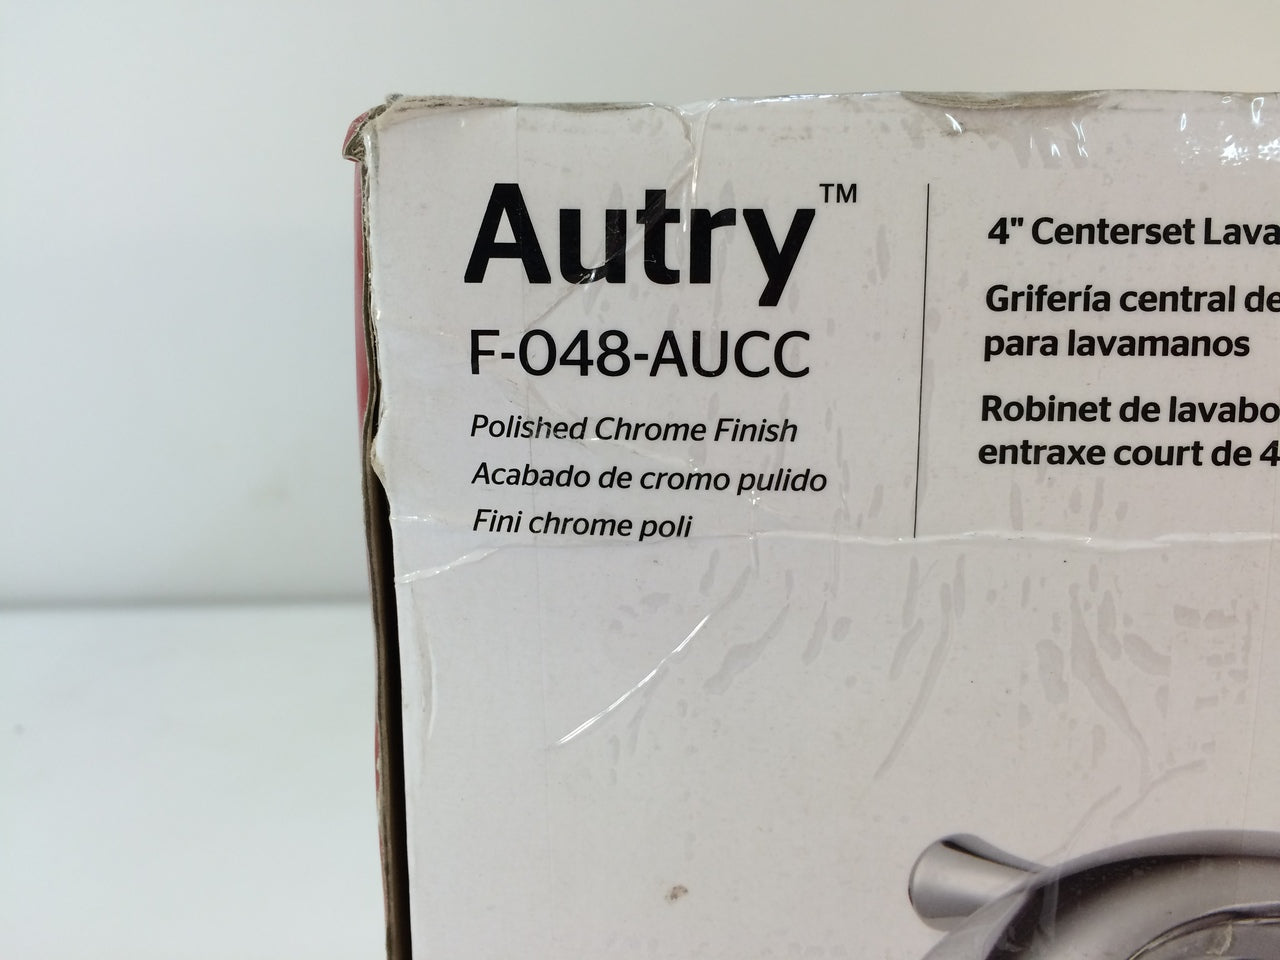 Autry™
F-048-AUCC
Polished Chrome Finish
Acabado de cromo pulido
Fini chrome poli
4" Centerset
Grifería central de
para lavamanos
Robinet de lavabo
entraxe court de 4